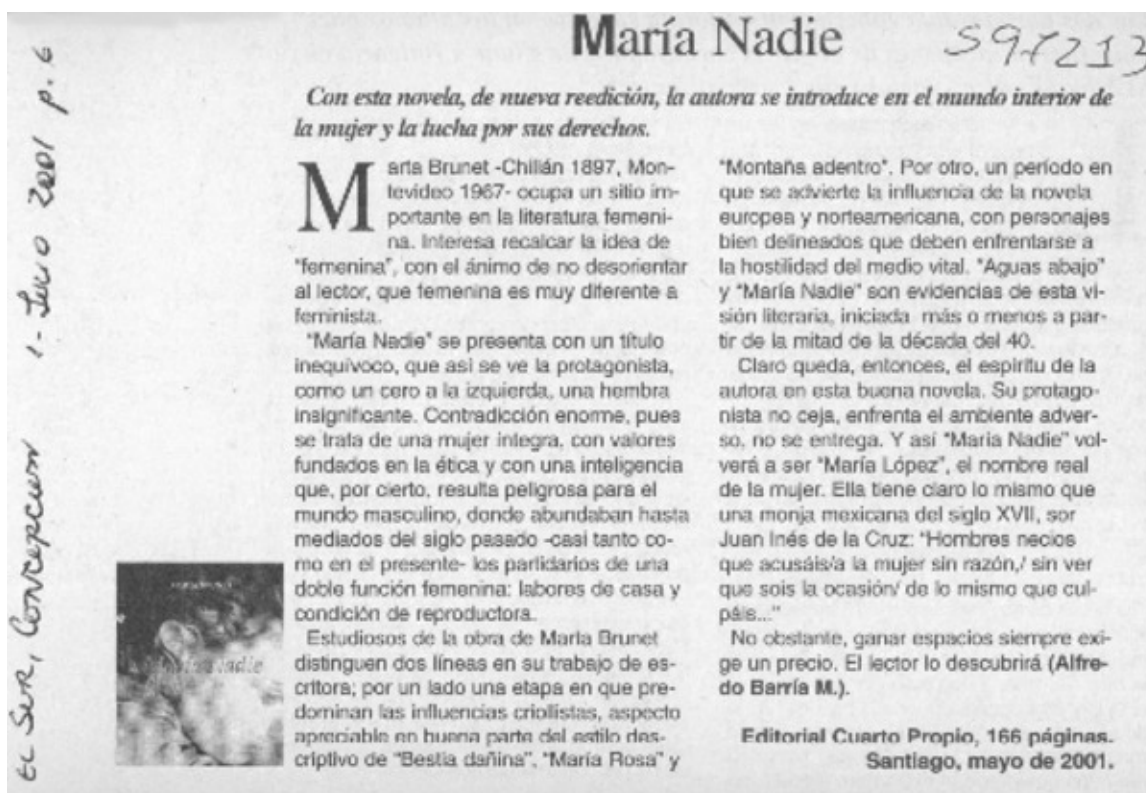 María Nadie
597213
Con esta novela, de nueva reedición, la autora se introduce en el mundo interior de
la mujer y la lucha por sus derechos.
Marta Brunet -Chillán 1897, Mon-
tevideo 1967- ocupa un sitio im-
portante en la literatura femeni-
na. Interesa recalcar la idea de
"femenina", con el ánimo de no desorientar
al lector, que femenina es muy diferente a
feminista.
"María Nadie" se presenta con un título
inequívoco, que así se ve la protagonista,
como un cero a la izquierda, una hembra
insignificante. Contradicción enorme, pues
se trata de una mujer íntegra, con valores
fundados en la ética y con una inteligencia
que, por cierto, resulta peligrosa para el
mundo masculino, donde abundaban hasta
mediados del siglo pasado -casi tanto co-
mo en el presente- los partidarios de una
doble función femenina: labores de casa y
condición de reproductora.
Estudiosos de la obra de Marta Brunet
distinguen dos líneas en su trabajo de es-
critora; por un lado una etapa en que pre-
dominan las influencias criollistas, aspecto
apreciable en buena parte del estilo des-
criptivo de "Bestia dañina", "María Rosa" y
"Montaña adentro". Por otro, un período en
que se advierte la influencia de la novela
europea y norteamericana, con personajes
bien delineados que deben enfrentarse a
la hostilidad del medio vital. "Aguas abajo"
y "María Nadie" son evidencias de esta vi-
sión literaria, iniciada más o menos a par-
tir de la mitad de la década del 40.
Claro queda, entonces, el espíritu de la
autora en esta buena novela. Su protago-
nista no ceja, enfrenta el ambiente adver-
so, no se entrega. Y así "María Nadie" vol-
verá a ser "María López", el nombre real
de la mujer. Ella tiene claro lo mismo que
una monja mexicana del siglo XVII, sor
Juan Inés de la Cruz: "Hombres necios
que acusáis/a la mujer sin razón,/ sin ver
que sois la ocasión/ de lo mismo que cul-
páis..."
No obstante, ganar espacios siempre exi-
ge un precio. El lector lo descubrirá (Alfre-
do Barría M.).
Editorial Cuarto Propio, 166 páginas.
Santiago, mayo de 2001.
EL SUR, Concepción 1- Julio 2001 p. 6
María Nadie